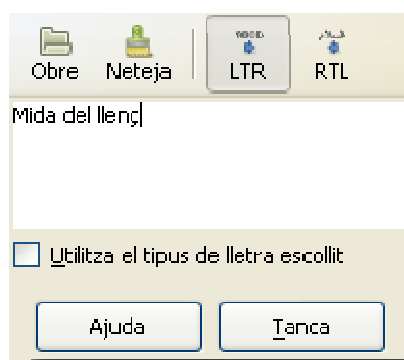 Obre Neteja LTR RTL
Mida del llenç
Utilitza el tipus de lletra escollit
Ajuda Tanca